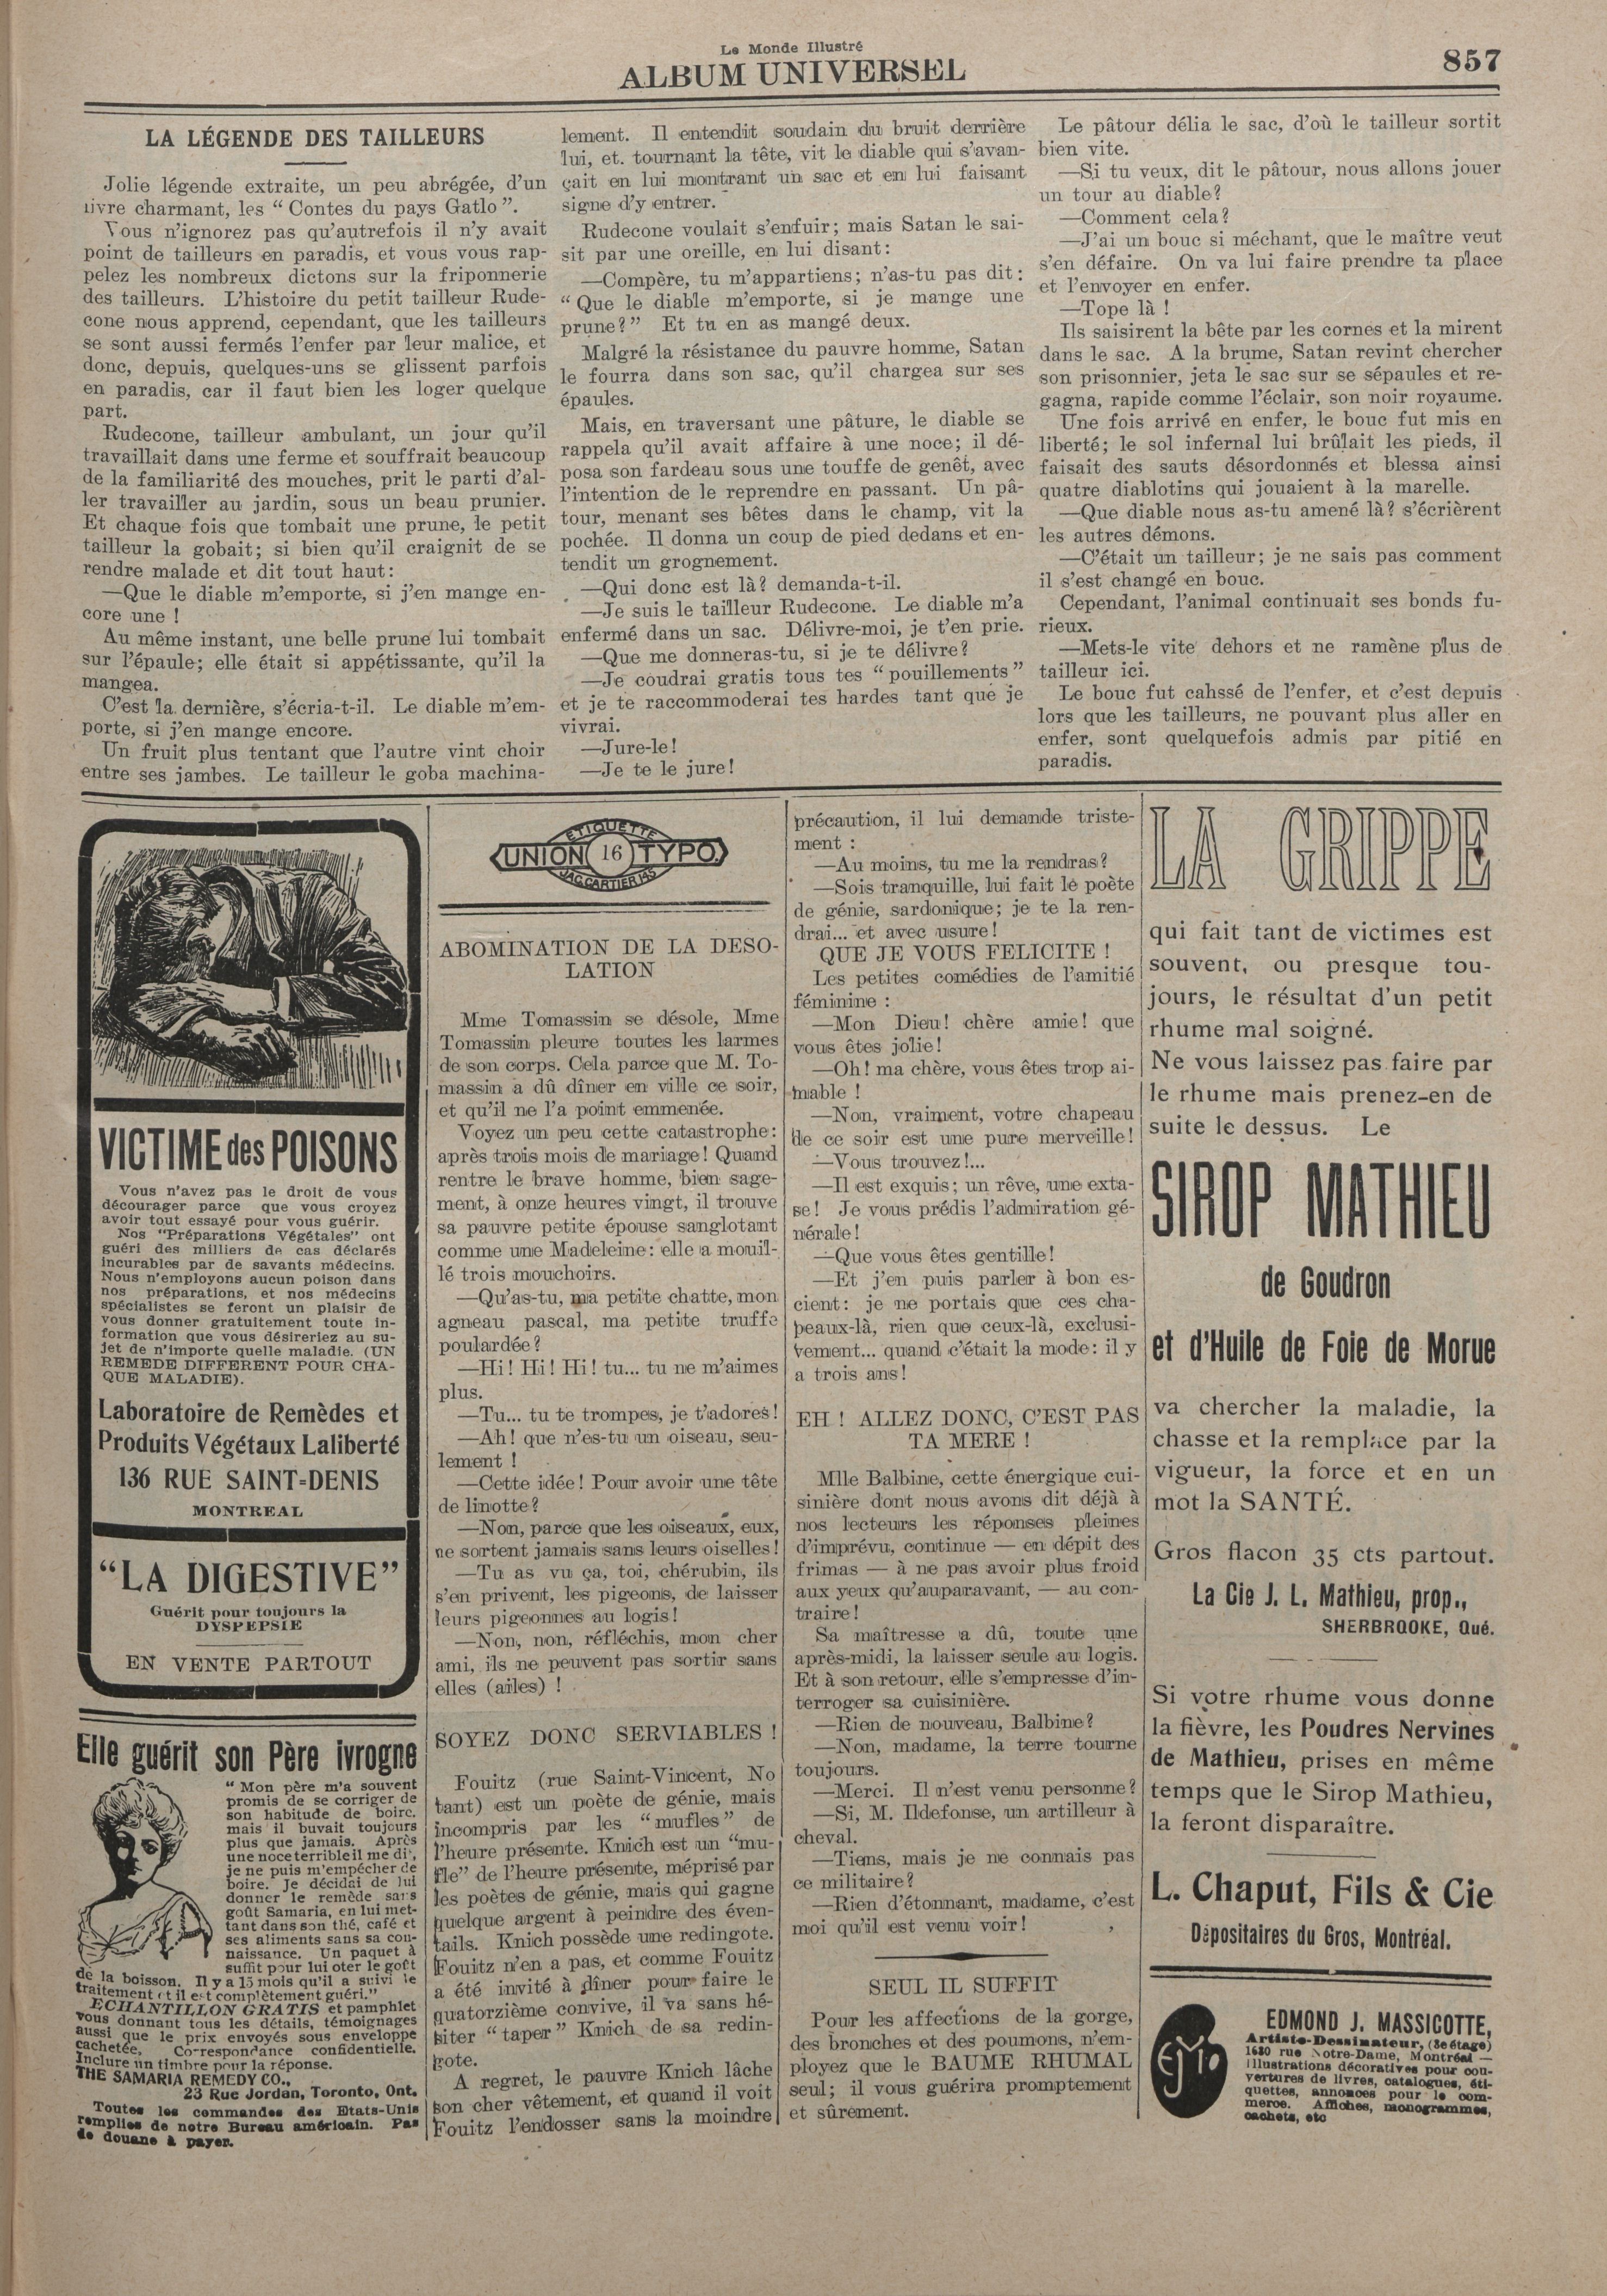 Le Monde Illustré
ALBUM UNIVERSEL
857
LA LÉGENDE DES TAILLEURS
Jolie légende extraite, un peu abrégée, d'un
livre charmant, les "Contes du pays Gatlo".
Vous n'ignorez pas qu'autrefois il n'y avait
point de tailleurs en paradis, et vous vous rap-
pelez les nombreux dictons sur la friponnerie
des tailleurs. L'histoire du petit tailleur Rude-
cone nous apprend, cependant, que les tailleurs
se sont aussi fermés l'enfer par leur malice, et
donc, depuis, quelques-uns se glissent parfois
en paradis, car il faut bien les loger quelque
part.
Rudecone, tailleur ambulant, un jour qu'il
travaillait dans une ferme et souffrait beaucoup
de la familiarité des mouches, prit le parti d'al-
ler travailler au jardin, sous un beau prunier.
Et chaque fois que tombait une prune, le petit
tailleur la gobait; si bien qu'il craignit de se
rendre malade et dit tout haut:
—Que le diable m'emporte, si j'en mange en-
core une !
Au même instant, une belle prune lui tombait
sur l'épaule; elle était si appétissante, qu'il la
mangea.
C'est la dernière, s'écria-t-il. Le diable m'em-
porte, si j'en mange encore.
Un fruit plus tentant que l'autre vint choir
entre ses jambes. Le tailleur le goba machina-
lement. Il entendit soudain du bruit derrière
lui, et. tournant la tête, vit le diable qui s'avan-
çait en lui montrant un sac et en lui faisant
signe d'y entrer.
Rudecone voulait s'enfuir; mais Satan le sai-
sit par une oreille, en lui disant:
—Compère, tu m'appartiens; n'as-tu pas dit:
"Que le diable m'emporte, si je mange une
prune?" Et tu en as mangé deux.
Malgré la résistance du pauvre homme, Satan
le fourra dans son sac, qu'il chargea sur ses
épaules.
Mais, en traversant une pâture, le diable se
rappela qu'il avait affaire à une noce; il dé-
posa son fardeau sous une touffe de genêt, avec
l'intention de le reprendre en passant. Un pâ-
tour, menant ses bêtes dans le champ, vit la
pochée. Il donna un coup de pied dedans et en-
tendit un grognement.
—Qui donc est là? demanda-t-il.
—Je suis le tailleur Rudecone. Le diable m'a
enfermé dans un sac. Délivre-moi, je t'en prie.
—Que me donneras-tu, si je te délivre?
—Je coudrai gratis tous tes "pouillements"
et je te raccommoderai tes hardes tant que je
vivrai.
—Jure-le!
—Je te le jure!
Le pâtour délia le sac, d'où le tailleur sortit
bien vite.
—Si tu veux, dit le pâtour, nous allons jouer
un tour au diable?
—Comment cela?
—J'ai un bouc si méchant, que le maître veut
s'en défaire. On va lui faire prendre ta place
et l'envoyer en enfer.
—Tope là !
Ils saisirent la bête par les cornes et la mirent
dans le sac. A la brume, Satan revint chercher
son prisonnier, jeta le sac sur se sépaules et re-
gagna, rapide comme l'éclair, son noir royaume.
Une fois arrivé en enfer, le bouc fut mis en
liberté; le sol infernal lui brûlait les pieds, il
faisait des sauts désordonnés et blessa ainsi
quatre diablotins qui jouaient à la marelle.
—Que diable nous as-tu amené là? s'écrièrent
les autres démons.
—C'était un tailleur; je ne sais pas comment
il s'est changé en bouc.
Cependant, l'animal continuait ses bonds fu-
rieux.
—Mets-le vite dehors et ne ramène plus de
tailleur ici.
Le bouc fut cahssé de l'enfer, et c'est depuis
lors que les tailleurs, ne pouvant plus aller en
enfer, sont quelquefois admis par pitié en
paradis.
VICTIME des POISONS
Vous n'avez pas le droit de vous
décourager parce que vous croyez
avoir tout essayé pour vous guérir.
Nos "Préparations Végétales" ont
guéri des milliers de cas déclarés
incurables par de savants médecins.
Nous n'employons aucun poison dans
nos préparations, et nos médecins
spécialistes se feront un plaisir de
vous donner gratuitement toute in-
formation que vous désireriez au su-
jet de n'importe quelle maladie. (UN
REMEDE DIFFERENT POUR CHA-
QUE MALADIE).
Laboratoire de Remèdes et
Produits Végétaux Laliberté
136 RUE SAINT-DENIS
MONTREAL
"LA DIGESTIVE"
Guérit pour toujours la
DYSPEPSIE
EN VENTE PARTOUT
Elle guérit son Père ivrogne
"Mon père m'a souvent
promis de se corriger de
son habitude de boire.
mais il buvait toujours
plus que jamais. Après
une noce terrible il me dit,
je ne puis m'empêcher de
boire. Je décidai de lui
donner le remède sans
goût Samaria, en lui met-
tant dans son thé, café et
ses aliments sans sa con-
naissance. Un paquet à
suffit pour lui oter le goût
de la boisson. Il y a 15 mois qu'il a suivi le
traitement et il est complètement guéri."
ECHANTILLON GRATIS et pamphlet
vous donnant tous les détails, témoignages
aussi que le prix envoyés sous enveloppe
cachetée, Correspondance confidentielle.
Inclure un timbre pour la réponse.
THE SAMARIA REMEDY CO.,
23 Rue Jordan, Toronto, Ont.
Toutes les commandes des Etats-Unis
remplies de notre Bureau américain. Pas
de douane à payer.
ETIQUETTE
UNION 16 TYPO
JAC. CARTIER 145
ABOMINATION DE LA DESO-
LATION
Mme Tomassin se désole, Mme
Tomassin pleure toutes les larmes
de son corps. Cela parce que M. To-
massin a dû dîner en ville ce soir,
et qu'il ne l'a point emmenée.
Voyez un peu cette catastrophe:
après trois mois de mariage! Quand
rentre le brave homme, bien sage-
ment, à onze heures vingt, il trouve
sa pauvre petite épouse sanglotant
comme une Madeleine: elle a mouil-
lé trois mouchoirs.
—Qu'as-tu, ma petite chatte, mon
agneau pascal, ma petite truffe
poulardée?
—Hi! Hi! Hi! tu... tu ne m'aimes
plus.
—Tu... tu te trompes, je t'adores!
—Ah! que n'es-tu un oiseau, seu-
lement !
—Cette idée! Pour avoir une tête
de linotte?
—Non, parce que les oiseaux, eux,
ne sortent jamais sans leurs oiselles!
—Tu as vu ça, toi, chérubin, ils
s'en privent, les pigeons, de laisser
leurs pigeonnes au logis!
—Non, non, réfléchis, mon cher
ami, ils ne peuvent pas sortir sans
elles (ailes) !
SOYEZ DONC SERVIABLES !
Fouitz (rue Saint-Vincent, No
tant) est un poète de génie, mais
incompris par les "mufles" de
l'heure présente. Knich est un "mu-
fle" de l'heure présente, méprisé par
les poètes de génie, mais qui gagne
quelque argent à peindre des éven-
tails. Knich possède une redingote.
Fouitz n'en a pas, et comme Fouitz
a été invité à dîner pour faire le
quatorzième convive, il va sans hé-
siter "taper" Knich de sa redin-
gote.
A regret, le pauvre Knich lâche
son cher vêtement, et quand il voit
Fouitz l'endosser sans la moindre
précaution, il lui demande triste-
ment :
—Au moins, tu me la rendras?
—Sois tranquille, lui fait le poète
de génie, sardonique; je te la ren-
drai... et avec usure!
QUE JE VOUS FELICITE !
Les petites comédies de l'amitié
féminine :
—Mon Dieu! chère amie! que
vous êtes jolie!
—Oh! ma chère, vous êtes trop ai-
mable !
—Non, vraiment, votre chapeau
de ce soir est une pure merveille!
—Vous trouvez!...
—Il est exquis; un rêve, une exta-
se! Je vous prédis l'admiration gé-
nérale!
—Que vous êtes gentille!
—Et j'en puis parler à bon es-
cient: je ne portais que ces cha-
peaux-là, rien que ceux-là, exclusi-
vement... quand c'était la mode: il y
a trois ans!
EH ! ALLEZ DONC, C'EST PAS
TA MERE !
Mlle Balbine, cette énergique cui-
sinière dont nous avons dit déjà à
nos lecteurs les réponses pleines
d'imprévu, continue — en dépit des
frimas — à ne pas avoir plus froid
aux yeux qu'auparavant, — au con-
traire!
Sa maîtresse a dû, toute une
après-midi, la laisser seule au logis.
Et à son retour, elle s'empresse d'in-
terroger sa cuisinière.
—Rien de nouveau, Balbine?
—Non, madame, la terre tourne
toujours.
—Merci. Il n'est venu personne?
—Si, M. Ildefonse, un artilleur à
cheval.
—Tiens, mais je ne connais pas
ce militaire?
—Rien d'étonnant, madame, c'est
moi qu'il est venu voir!
SEUL IL SUFFIT
Pour les affections de la gorge,
des bronches et des poumons, n'em-
ployez que le BAUME RHUMAL
seul; il vous guérira promptement
et sûrement.
LA GRIPPE
qui fait tant de victimes est
souvent, ou presque tou-
jours, le résultat d'un petit
rhume mal soigné.
Ne vous laissez pas faire par
le rhume mais prenez-en de
suite le dessus. Le
SIROP MATHIEU
de Goudron
et d'Huile de Foie de Morue
va chercher la maladie, la
chasse et la remplace par la
vigueur, la force et en un
mot la SANTÉ.
Gros flacon 35 cts partout.
La Cie J. L. Mathieu, prop.,
SHERBROOKE, Qué.
Si votre rhume vous donne
la fièvre, les Poudres Nervines
de Mathieu, prises en même
temps que le Sirop Mathieu,
la feront disparaître.
L. Chaput, Fils & Cie
Dépositaires du Gros, Montréal.
EDMOND J. MASSICOTTE,
Artiste-Dessinateur, (3e étage)
1630 rue Notre-Dame, Montréal —
Illustrations décoratives pour cou-
vertures de livres, catalogues, éti-
quettes, annonces pour le com-
merce. Affiches, monogrammes,
cachets, etc